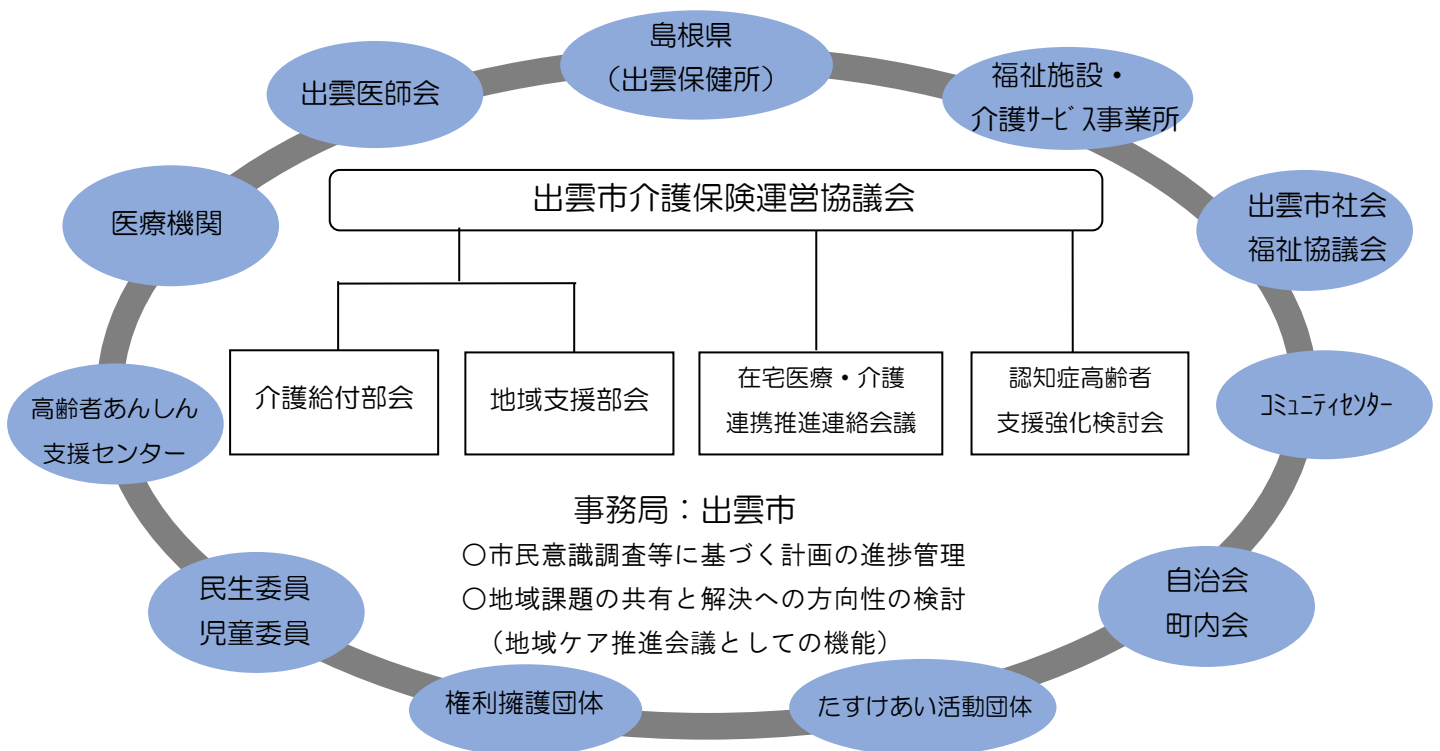 島根県
(出雲保健所)
出雲医師会
福祉施設・
介護ｻｰﾋﾞｽ事業所
医療機関
出雲市介護保険運営協議会
出雲市社会
福祉協議会
介護給付部会
地域支援部会
在宅医療・介護
連携推進連絡会議
認知症高齢者
支援強化検討会
高齢者あんしん
支援センター
ｺﾐｭﾆﾃｨｾﾝﾀｰ
事務局：出雲市
〇市民意識調査等に基づく計画の進捗管理
〇地域課題の共有と解決への方向性の検討
（地域ケア推進会議としての機能）
民生委員
児童委員
自治会
町内会
権利擁護団体
たすけあい活動団体